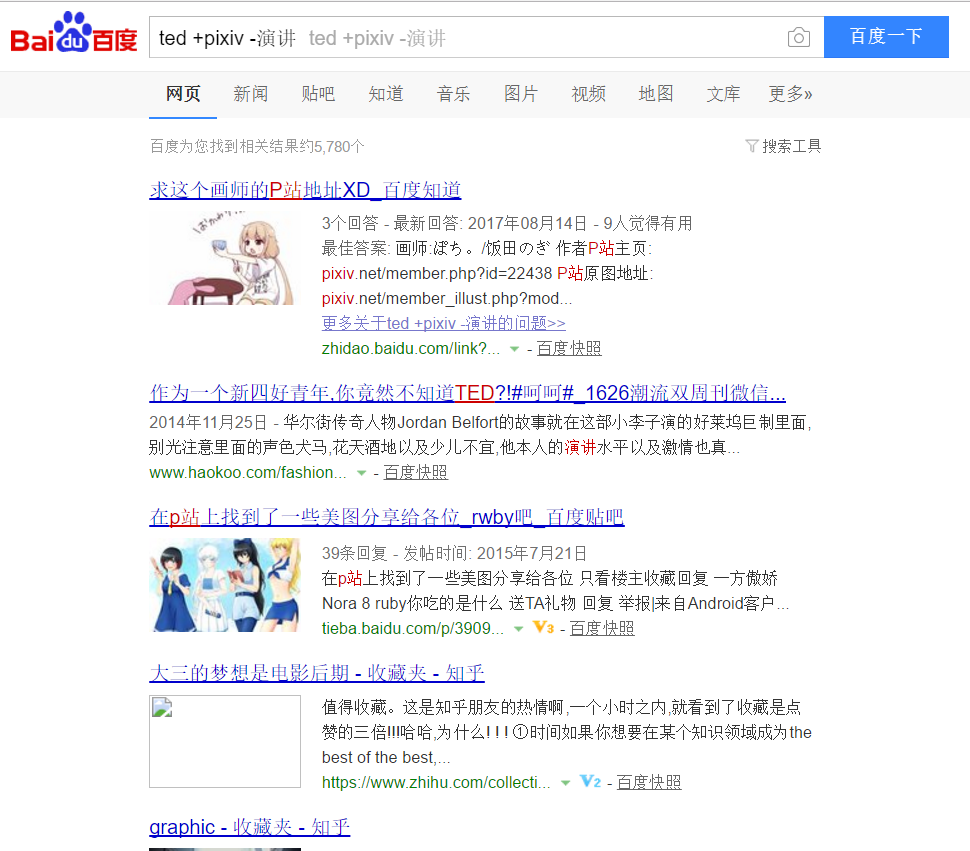 Bai du 百度
ted +pixiv -演讲 ted +pixiv -演讲
百度一下
网页 新闻 贴吧 知道 音乐 图片 视频 地图 文库 更多»
百度为您找到相关结果约5,780个
搜索工具
求这个画师的P站地址XD_百度知道
3个回答 - 最新回答: 2017年08月14日 - 9人觉得有用
最佳答案: 画师:ぽち。/饭田のぎ 作者P站主页:
pixiv.net/member.php?id=22438 P站原图地址:
pixiv.net/member_illust.php?mod...
更多关于ted +pixiv -演讲的问题>>
zhidao.baidu.com/link?... - 百度快照
作为一个新四好青年,你竟然不知道TED?!#呵呵#_1626潮流双周刊微信...
2014年11月25日 - 华尔街传奇人物Jordan Belfort的故事就在这部小李子演的好莱坞巨制里面,
别光注意里面的声色犬马,花天酒地以及少儿不宜,他本人的演讲水平以及激情也真...
www.haokoo.com/fashion... - 百度快照
在p站上找到了一些美图分享给各位_rwby吧_百度贴吧
39条回复 - 发帖时间: 2015年7月21日
在p站上找到了一些美图分享给各位 只看楼主收藏回复 一方傲娇
Nora 8 ruby你吃的是什么 送TA礼物 回复 举报|来自Android客户...
tieba.baidu.com/p/3909... V3 - 百度快照
大三的梦想是电影后期 - 收藏夹 - 知乎
值得收藏。这是知乎朋友的热情啊,一个小时之内,就看到了收藏是点
赞的三倍!!!哈哈,为什么! ! ! ①时间如果你想要在某个知识领域成为the
best of the best,...
https://www.zhihu.com/collecti... V2 - 百度快照
graphic - 收藏夹 - 知乎